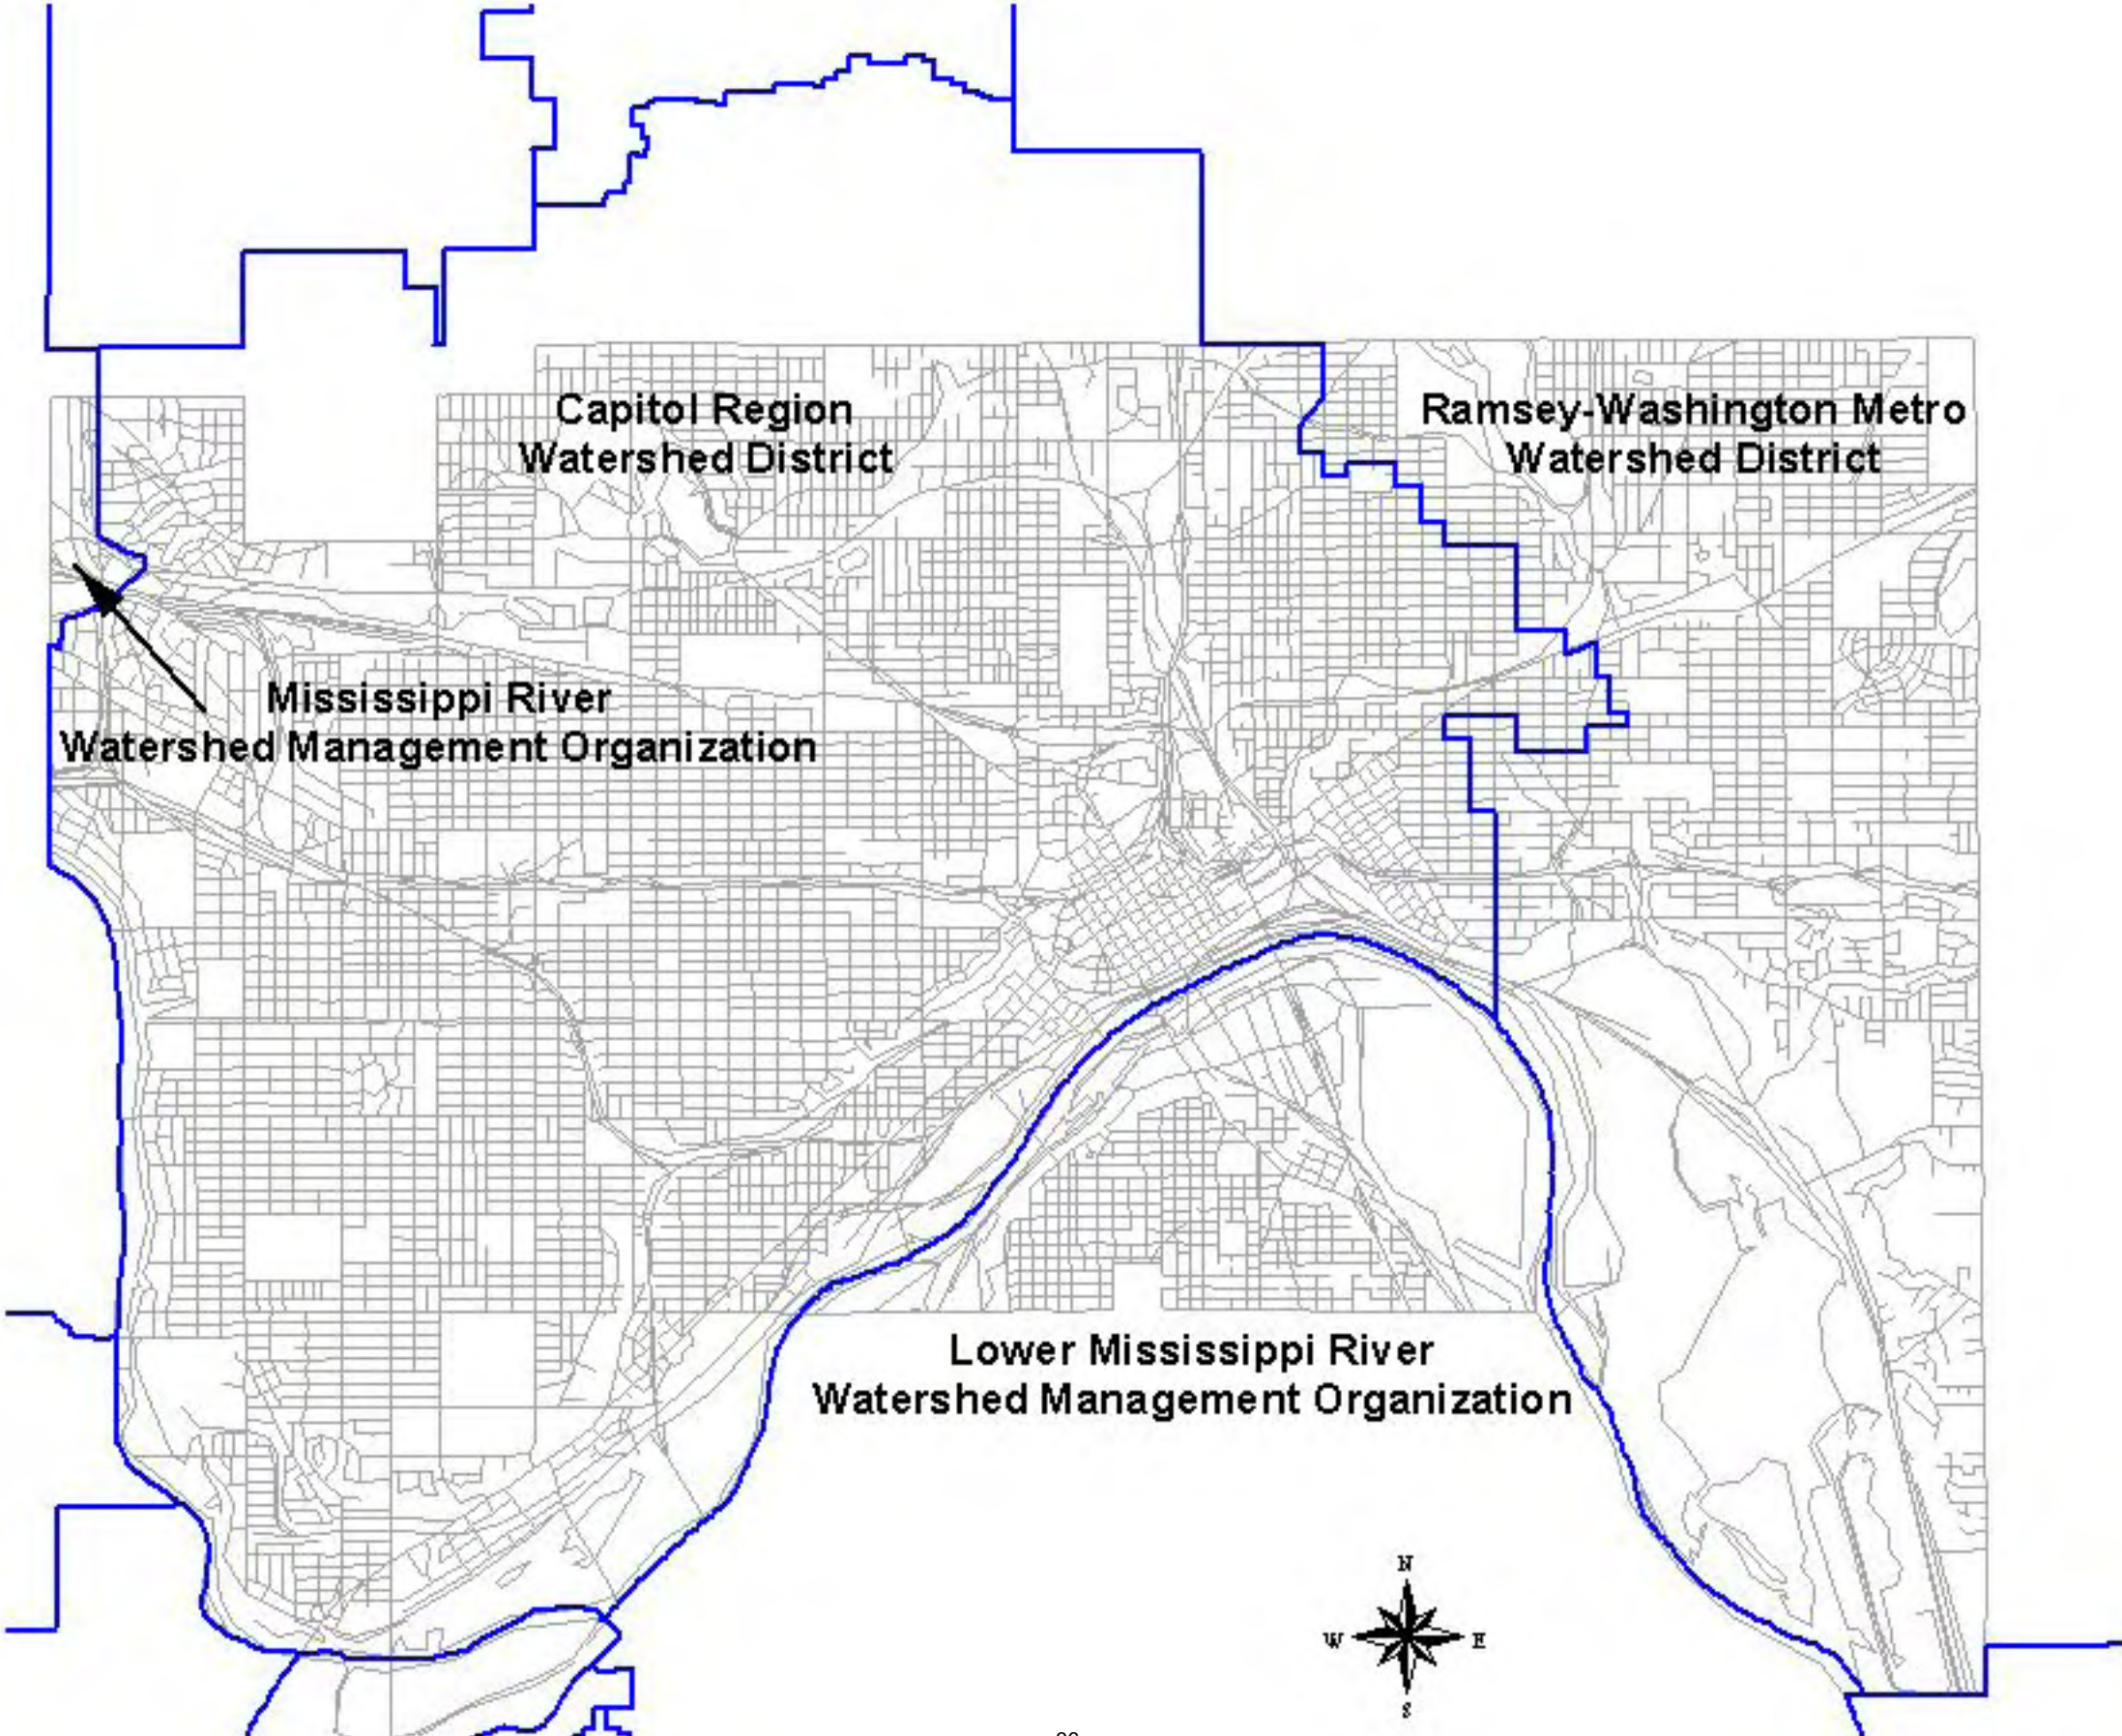 Capitol Region
Watershed District
Ramsey-Washington Metro
Watershed District
Mississippi River
Watershed Management Organization
Lower Mississippi River
Watershed Management Organization
N
W E
S